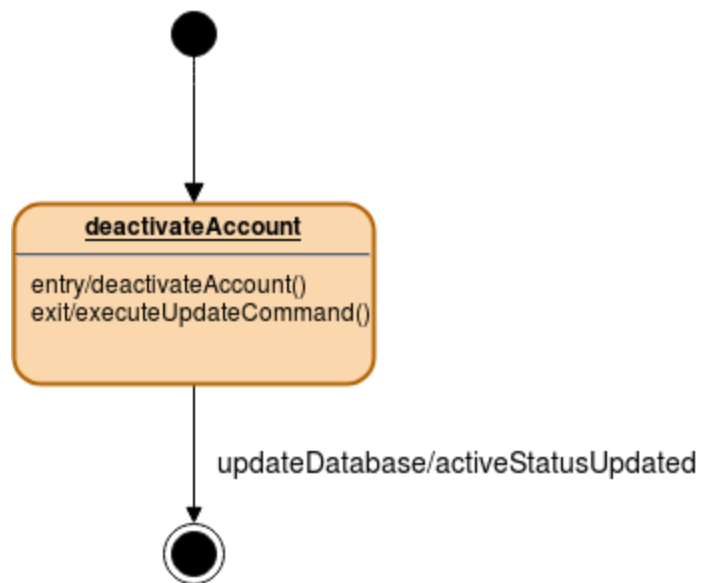 deactivateAccount
entry/deactivateAccount()
exit/executeUpdateCommand()
updateDatabase/activeStatusUpdated